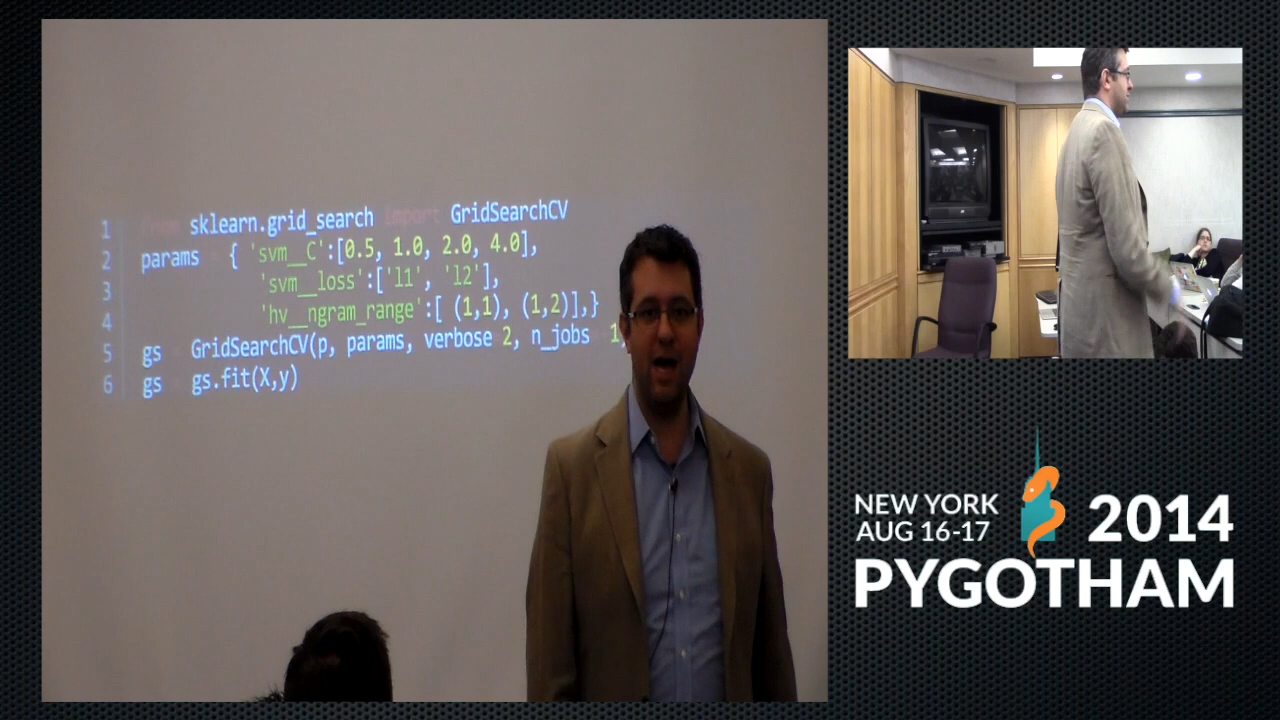 1 from sklearn.grid_search import GridSearchCV
2 params { 'svm__C':[0.5, 1.0, 2.0, 4.0],
3 'svm__loss':['l1', 'l2'],
4 'hv__ngram_range':[ (1,1), (1,2)],}
5 gs GridSearchCV(p, params, verbose 2, n_jobs 1
6 gs gs.fit(X,y)
NEW YORK
AUG 16-17
2014
PYGOTHAM